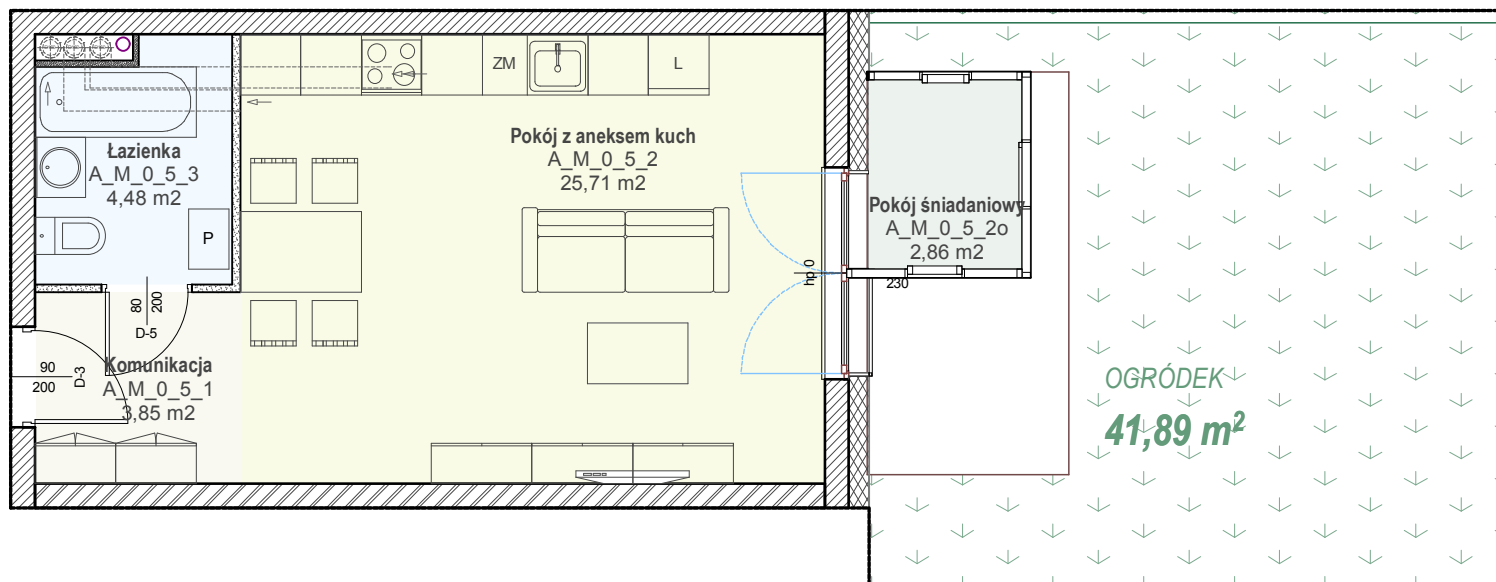 ZM
L
Pokój z aneksem kuch
A_M_0_5_2
25,71 m2
Łazienka
A_M_0_5_3
4,48 m2
P
Pokój śniadaniowy
A_M_0_5_2o
2,86 m2
hp 0
230
80
200
D-5
90
200
D-3
Komunikacja
A_M_0_5_1
3,85 m2
OGRÓDEK
41,89 m²